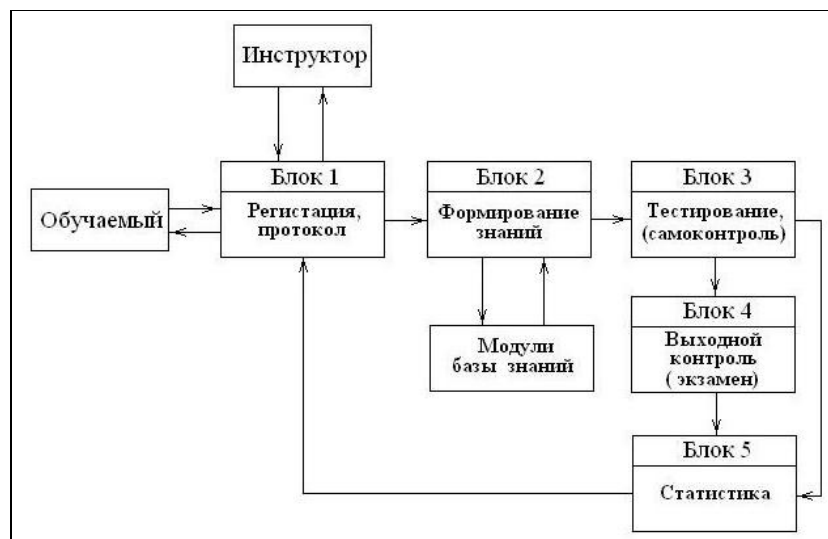 Инструктор
Обучаемый
Блок 1
Регистация,
протокол
Блок 2
Формирование
знаний
Блок 3
Тестирование,
(самоконтроль)
Модули
базы знаний
Блок 4
Выходной
контроль
( экзамен)
Блок 5
Статистика